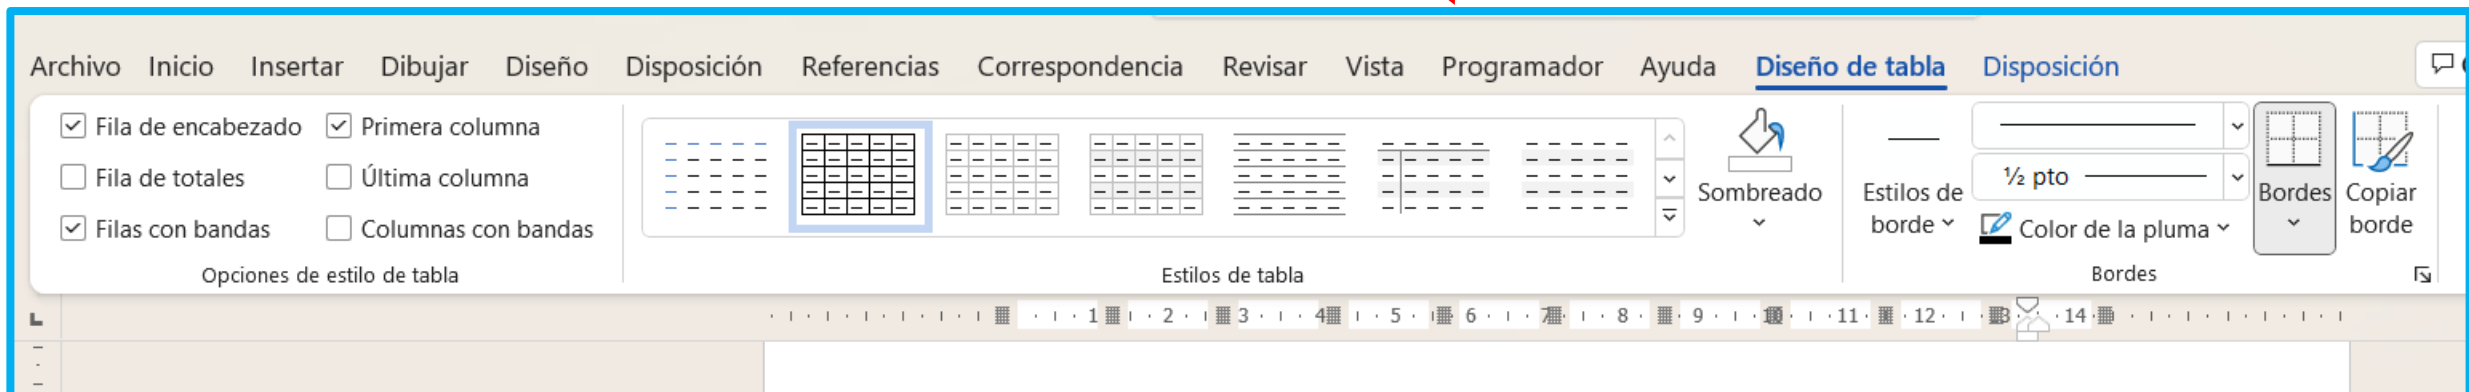 Archivo Inicio Insertar Dibujar Diseño Disposición Referencias Correspondencia Revisar Vista Programador Ayuda Diseño de tabla Disposición
Fila de encabezado
Primera columna
Fila de totales
Última columna
Filas con bandas
Columnas con bandas
Opciones de estilo de tabla
Estilos de tabla
Sombreado
Estilos de
borde
½ pto
Color de la pluma
Bordes
Copiar
borde
Bordes
1 2 3 4 5 6 7 8 9 10 11 12 13 14